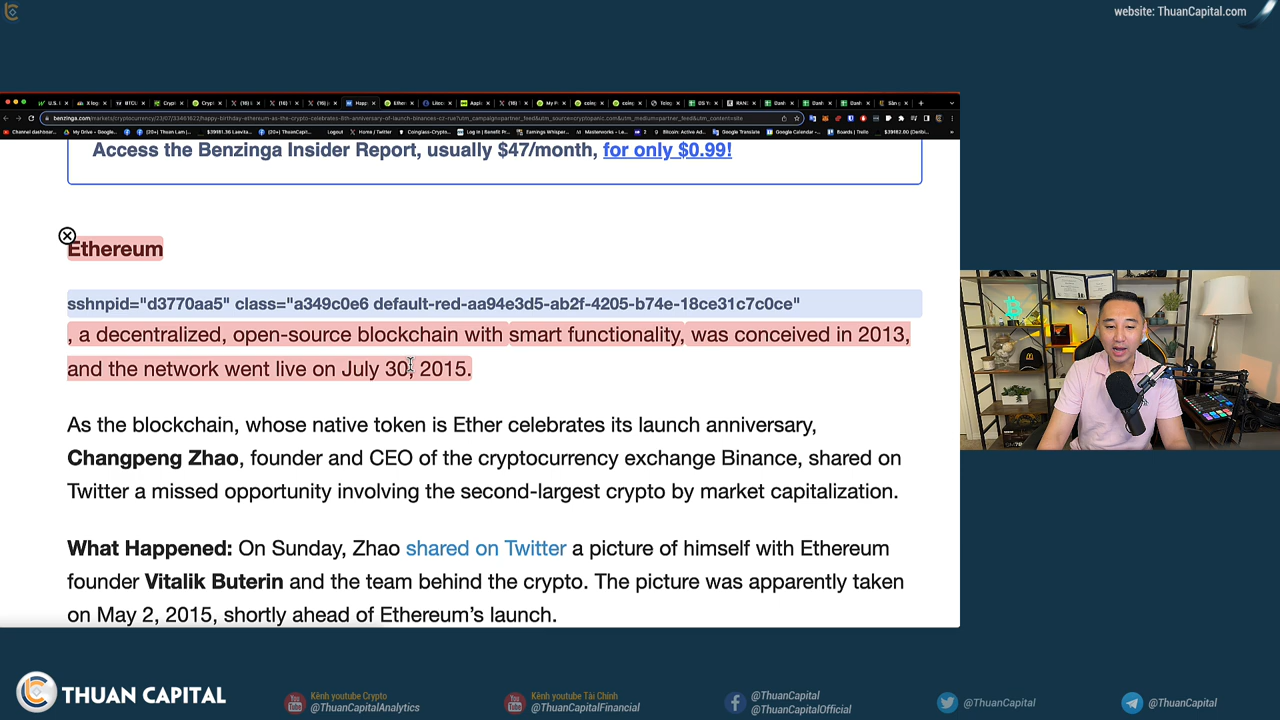 website: ThuanCapital.com
Access the Benzinga Insider Report, usually $47/month, for only $0.99!
Ethereum
sshnpid="d3770aa5" class="a349c0e6 default-red-aa94e3d5-ab2f-4205-b74e-18ce31c7c0ce"
, a decentralized, open-source blockchain with smart functionality, was conceived in 2013,
and the network went live on July 30, 2015.
As the blockchain, whose native token is Ether celebrates its launch anniversary,
Changpeng Zhao, founder and CEO of the cryptocurrency exchange Binance, shared on
Twitter a missed opportunity involving the second-largest crypto by market capitalization.
What Happened: On Sunday, Zhao shared on Twitter a picture of himself with Ethereum
founder Vitalik Buterin and the team behind the crypto. The picture was apparently taken
on May 2, 2015, shortly ahead of Ethereum's launch.
THUAN CAPITAL
Kênh youtube Crypto
@ThuanCapitalAnalytics
Kênh youtube Tài Chính
@ThuanCapitalFinancial
@ThuanCapital
@ThuanCapitalOfficial
@ThuanCapital
@ThuanCapital